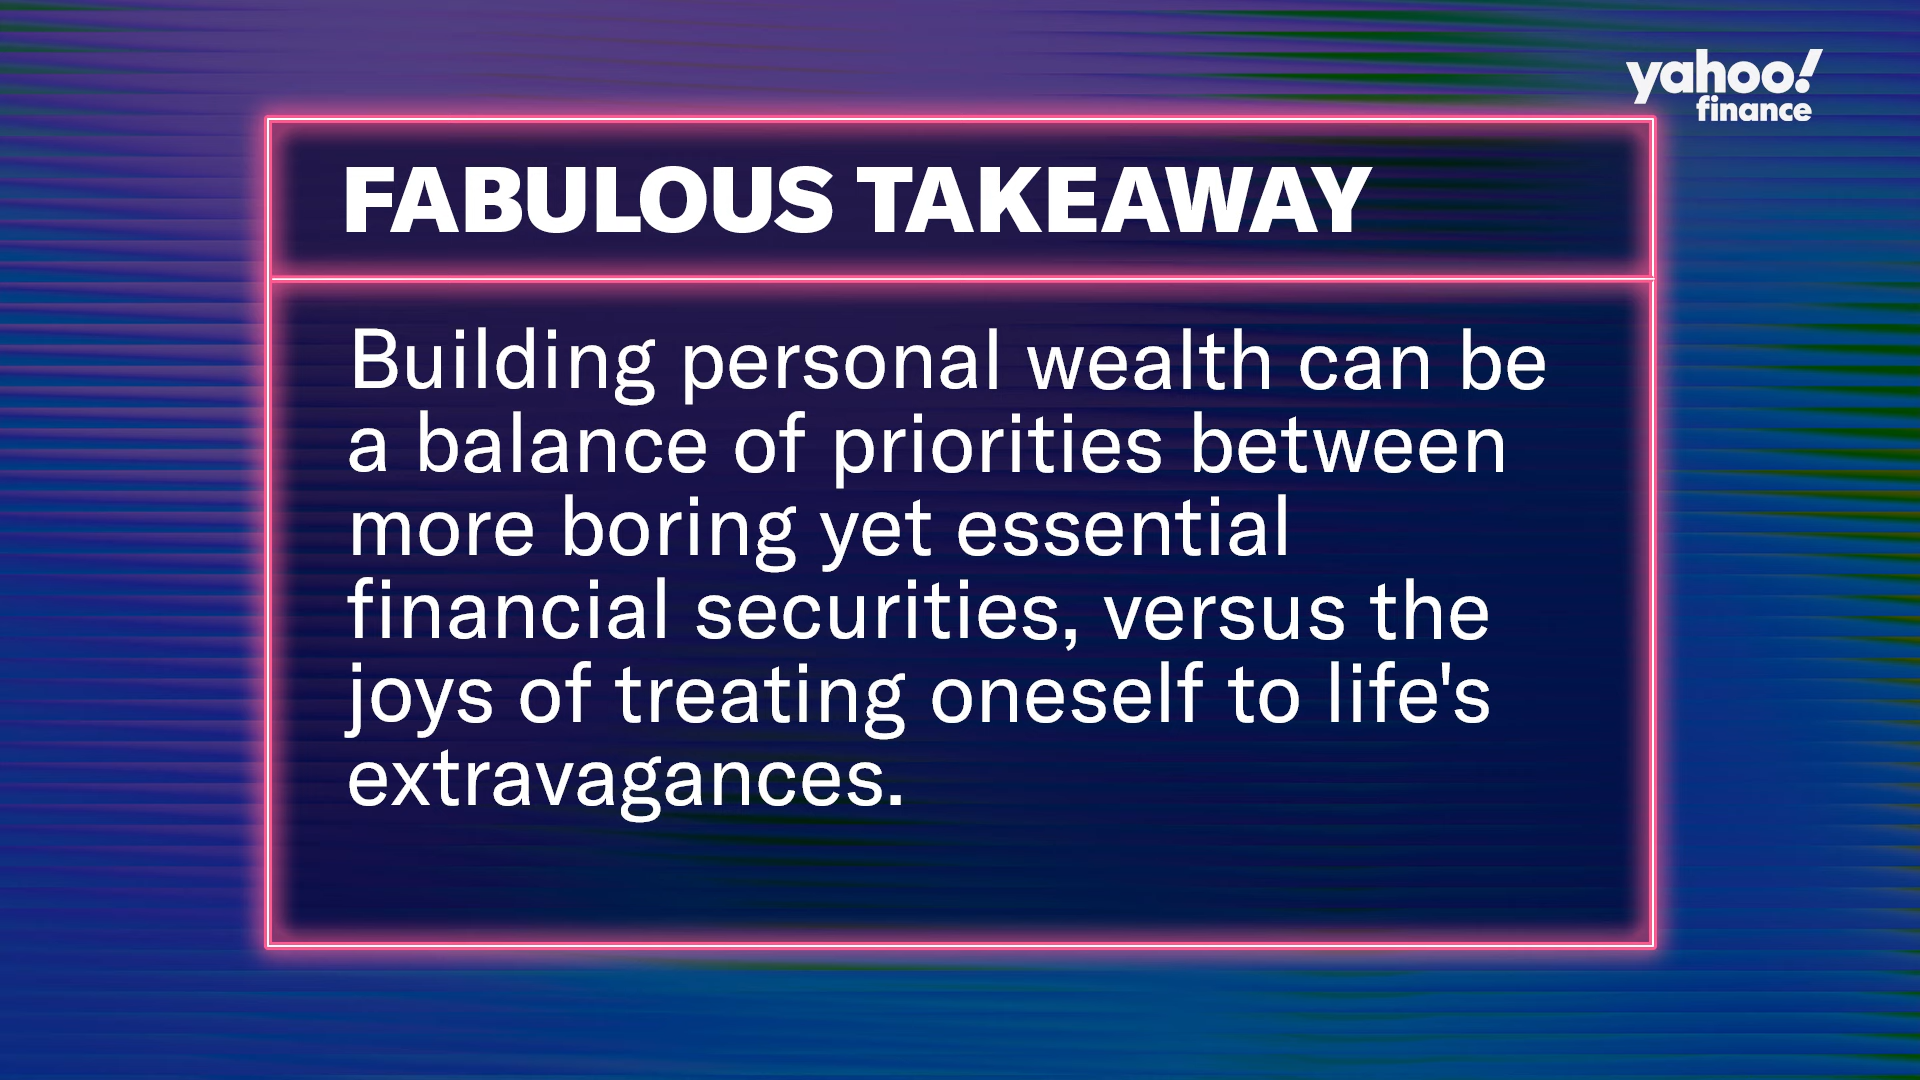 yahoo!
finance
FABULOUS TAKEAWAY
Building personal wealth can be
a balance of priorities between
more boring yet essential
financial securities, versus the
joys of treating oneself to life's
extravagances.